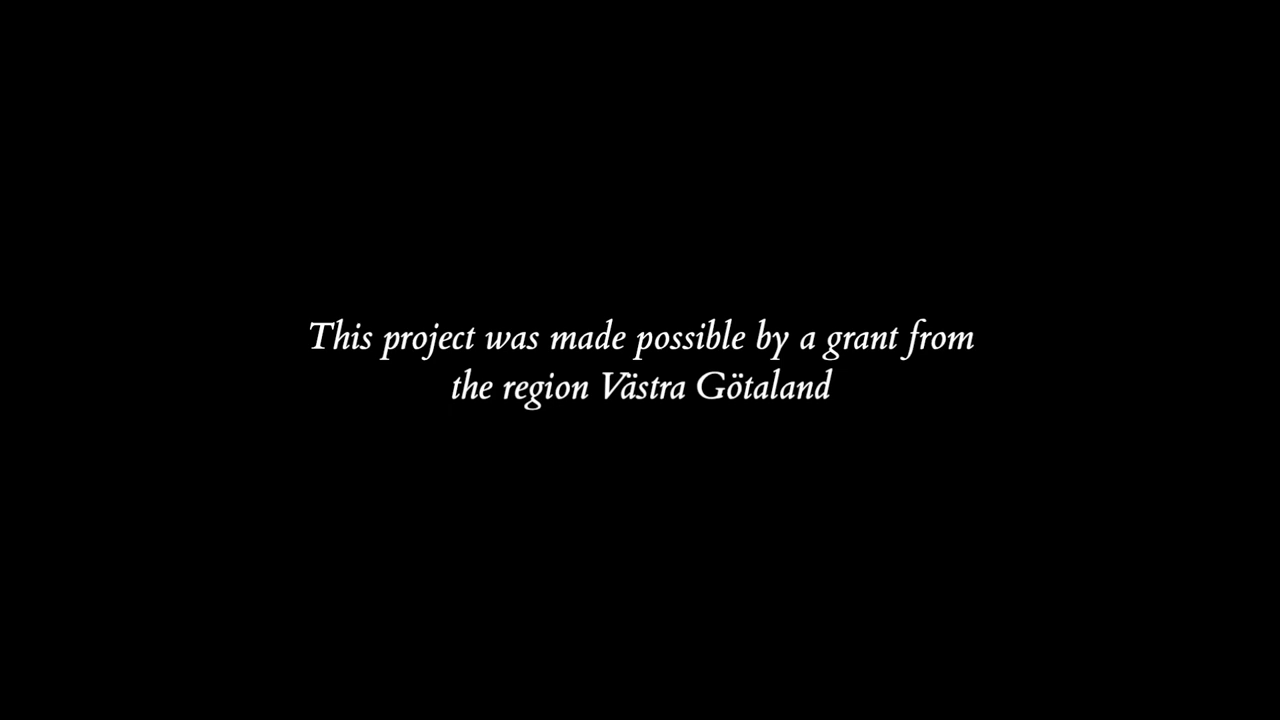 This project was made possible by a grant from
the region Västra Götaland